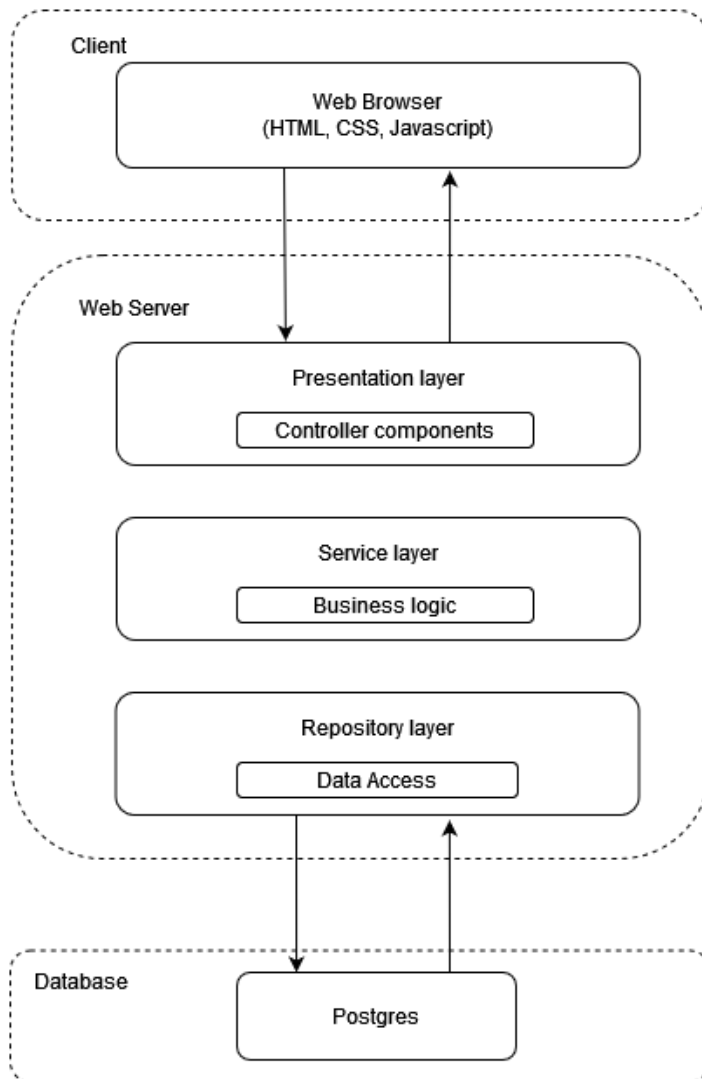 Client
Web Browser
(HTML, CSS, Javascript)
Web Server
Presentation layer
Controller components
Service layer
Business logic
Repository layer
Data Access
Database
Postgres